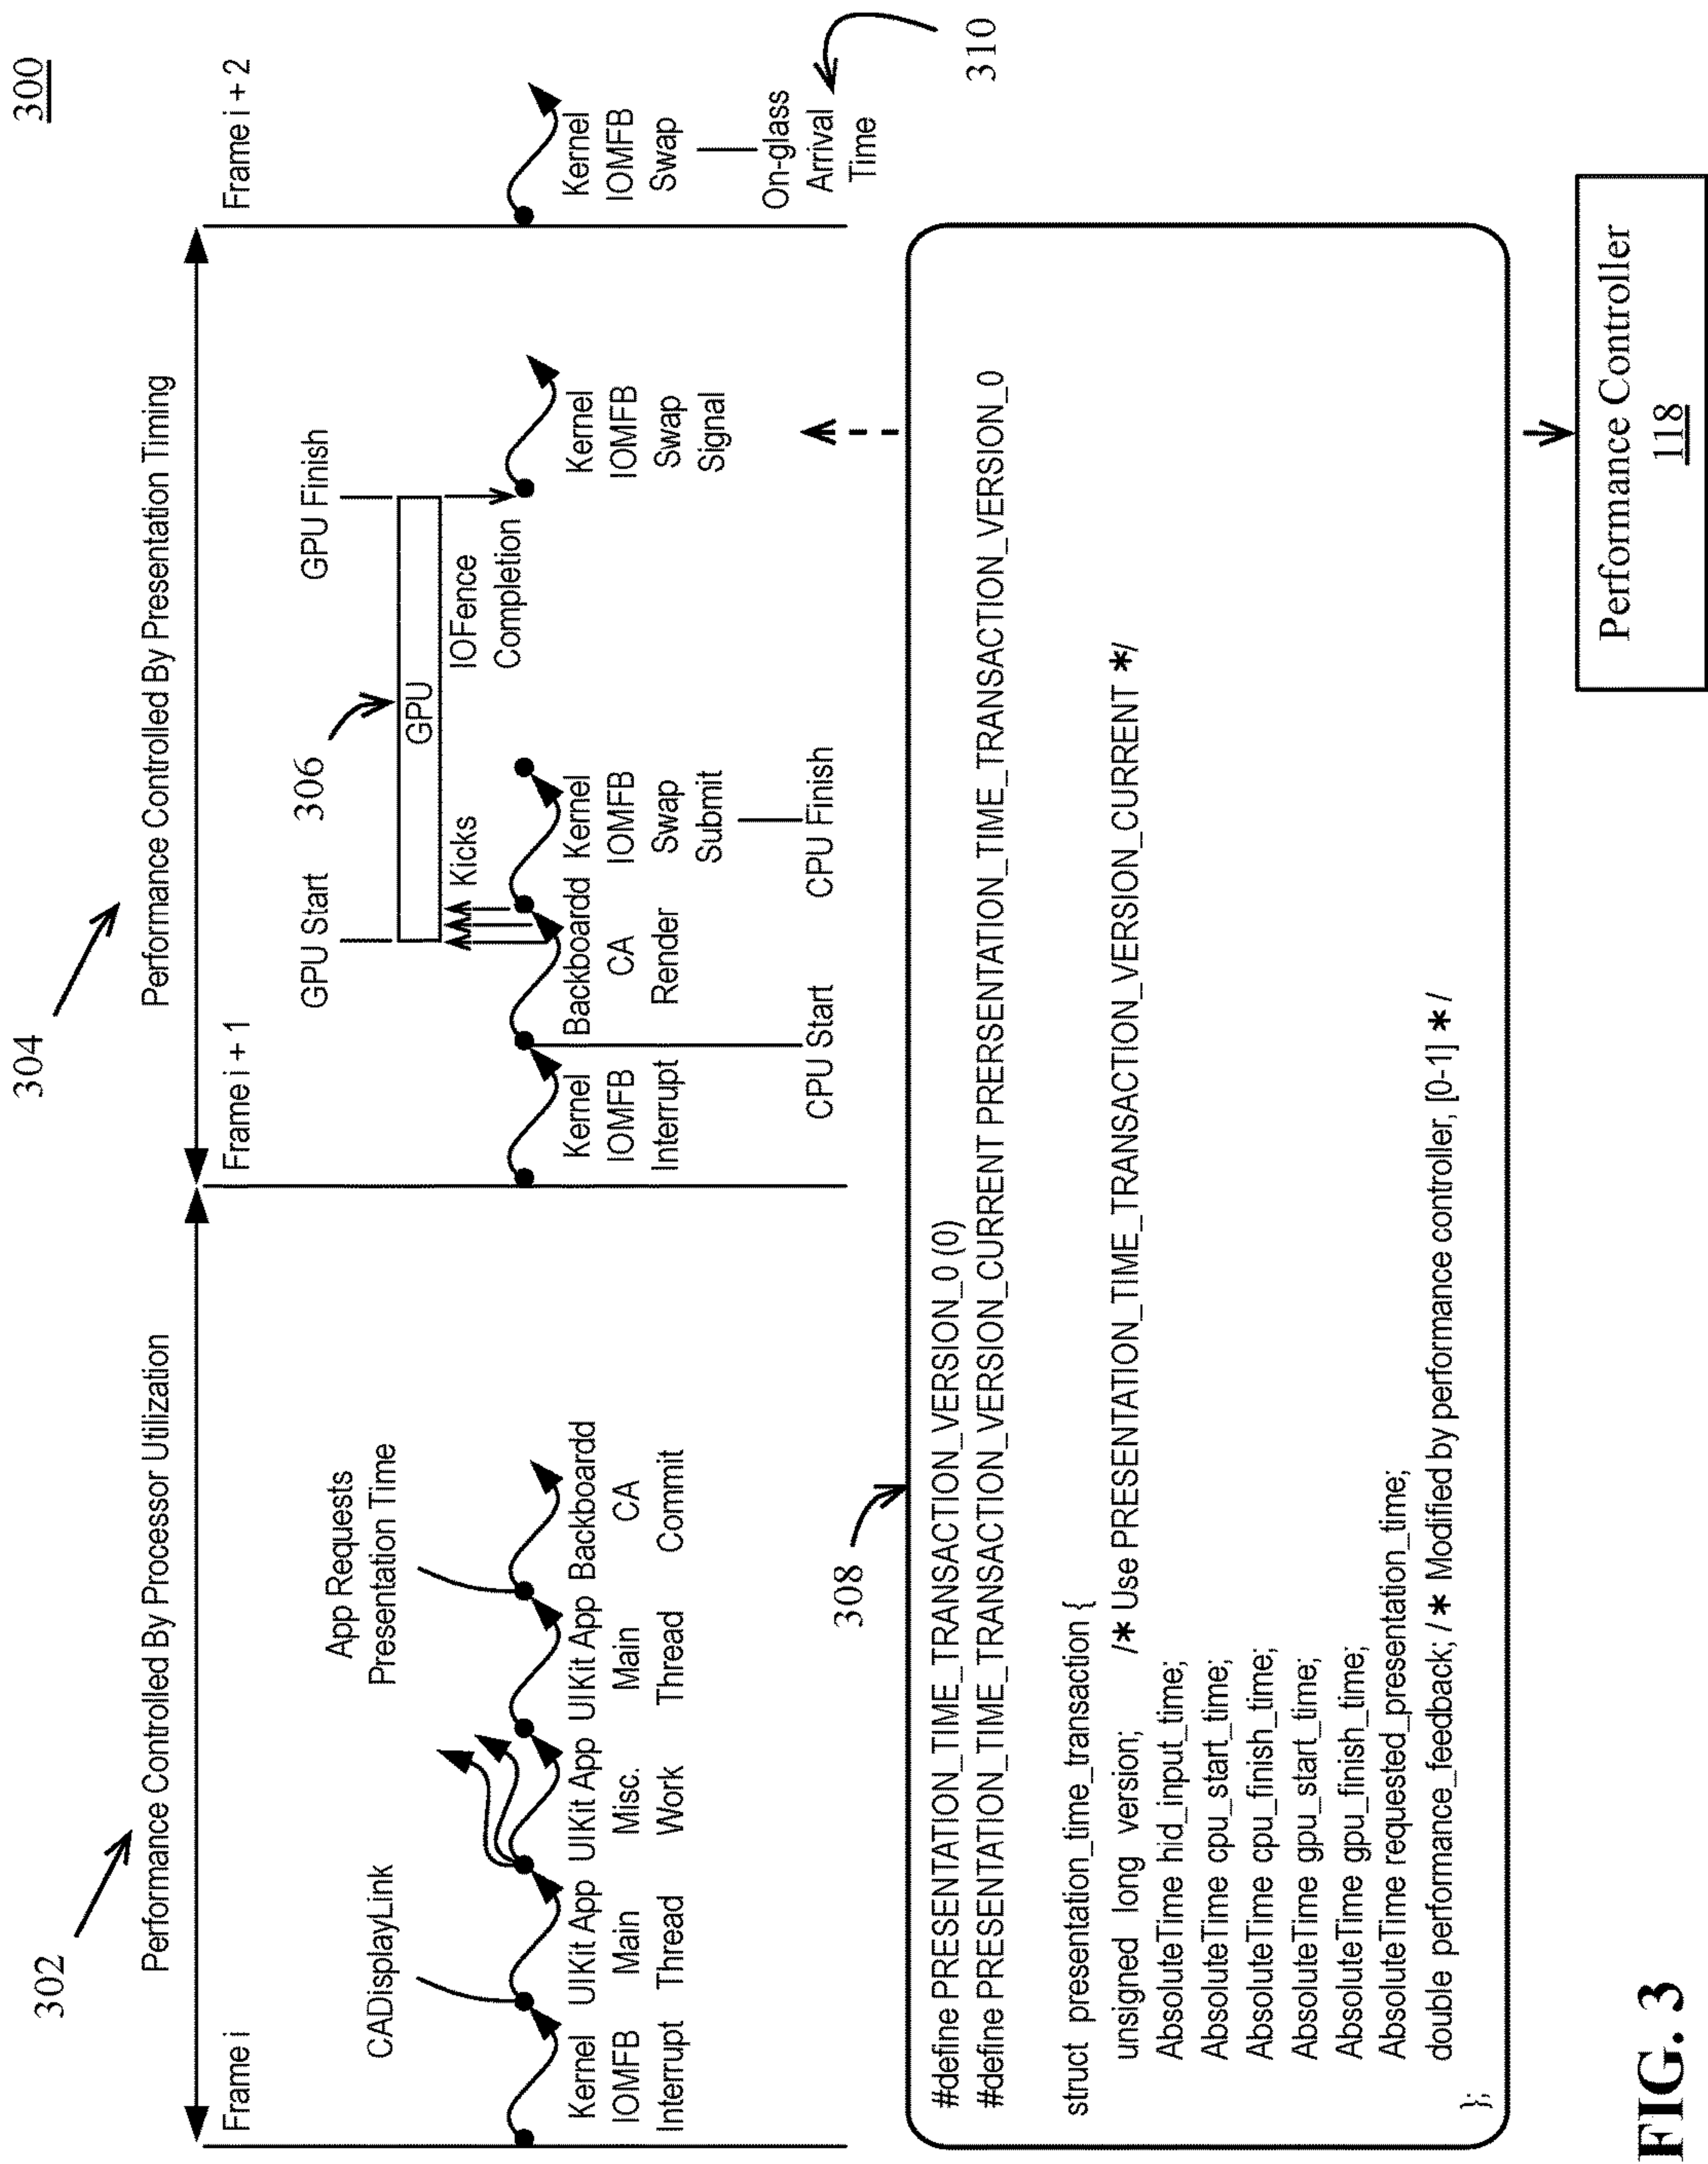 300
302
304
Performance Controlled By Processor Utilization
Performance Controlled By Presentation Timing
Frame i
Frame i + 1
Frame i + 2
CADisplayLink
App Requests
Presentation Time
GPU Start
306
GPU Finish
GPU
Kicks
IOFence
Completion
Kernel
IOMFB
Interrupt
UIKit App
Main
Thread
UIKit App
Misc.
Work
UIKit App
Main
Thread
Backboardd
CA
Commit
Kernel
IOMFB
Interrupt
Backboardd
CA
Render
Kernel
IOMFB
Swap
Submit
Kernel
IOMFB
Swap
Signal
Kernel
IOMFB
Swap
CPU Start
CPU Finish
On-glass
Arrival
Time
310
308
#define PRESENTATION_TIME_TRANSACTION_VERSION_0 (0)
#define PRESENTATION_TIME_TRANSACTION_VERSION_CURRENT PRERSENTATION_TIME_TRANSACTION_VERSION_0
struct presentation_time_transaction {
unsigned long version; /* Use PRESENTATION_TIME_TRANSACTION_VERSION_CURRENT */
AbsoluteTime hid_input_time;
AbsoluteTime cpu_start_time;
AbsoluteTime cpu_finish_time;
AbsoluteTime gpu_start_time;
AbsoluteTime gpu_finish_time;
AbsoluteTime requested_presentation_time;
double performance_feedback; / * Modified by performance controller, [0-1] * /
};
Performance Controller
118
FIG. 3